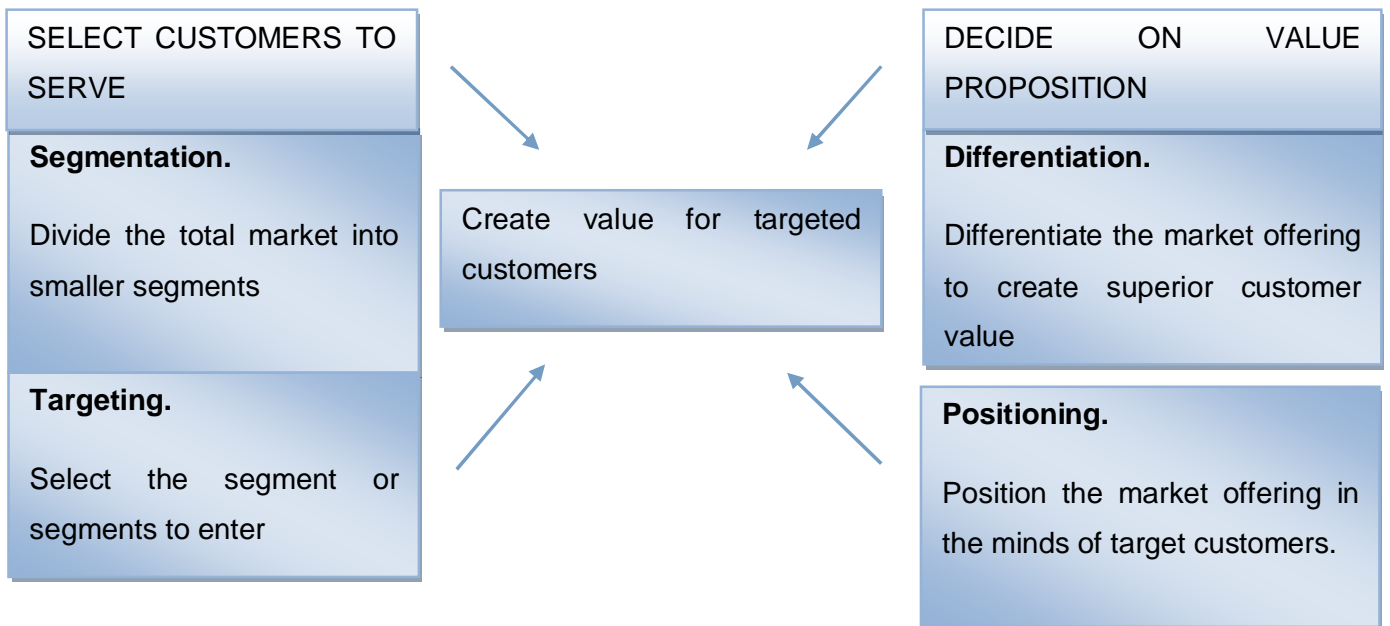 SELECT CUSTOMERS TO
SERVE
Segmentation.
Divide the total market into
smaller segments
Targeting.
Select the segment or
segments to enter
Create value for targeted
customers
DECIDE ON VALUE
PROPOSITION
Differentiation.
Differentiate the market offering
to create superior customer
value
Positioning.
Position the market offering in
the minds of target customers.